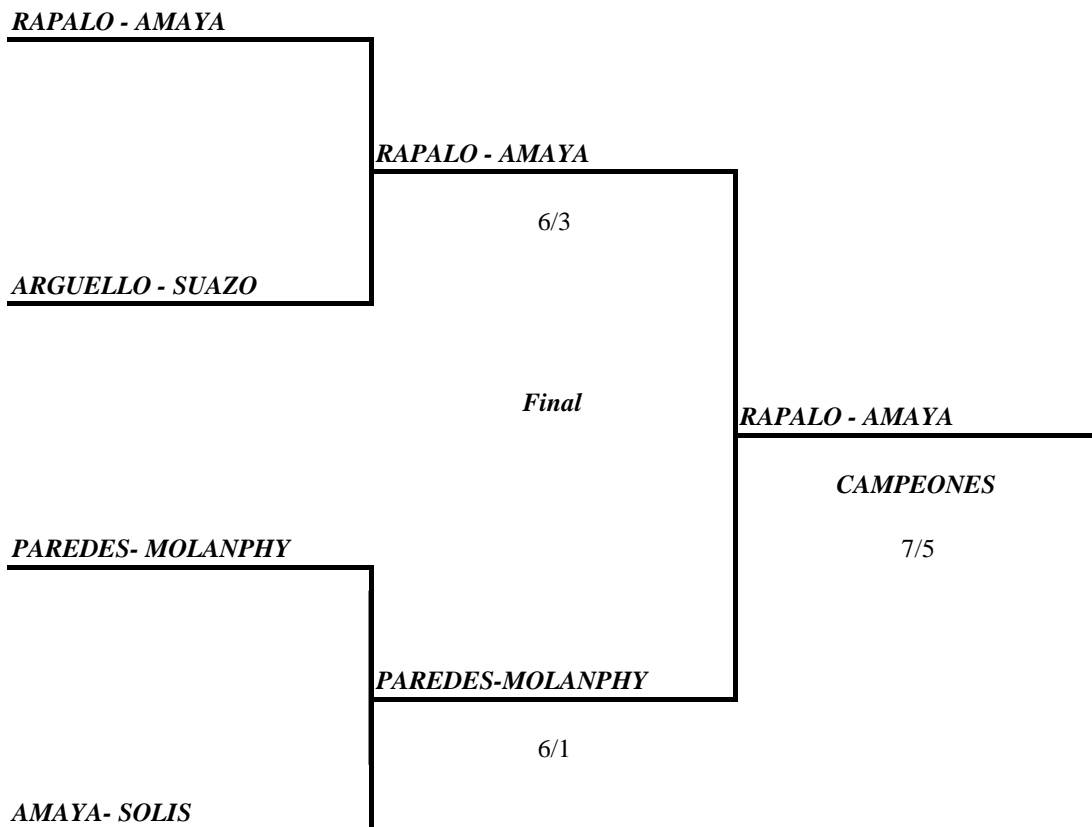 RAPALO - AMAYA
RAPALO - AMAYA
6/3
ARGUELLO - SUAZO
Final
RAPALO - AMAYA
CAMPEONES
PAREDES- MOLANPHY
7/5
PAREDES-MOLANPHY
6/1
AMAYA- SOLIS